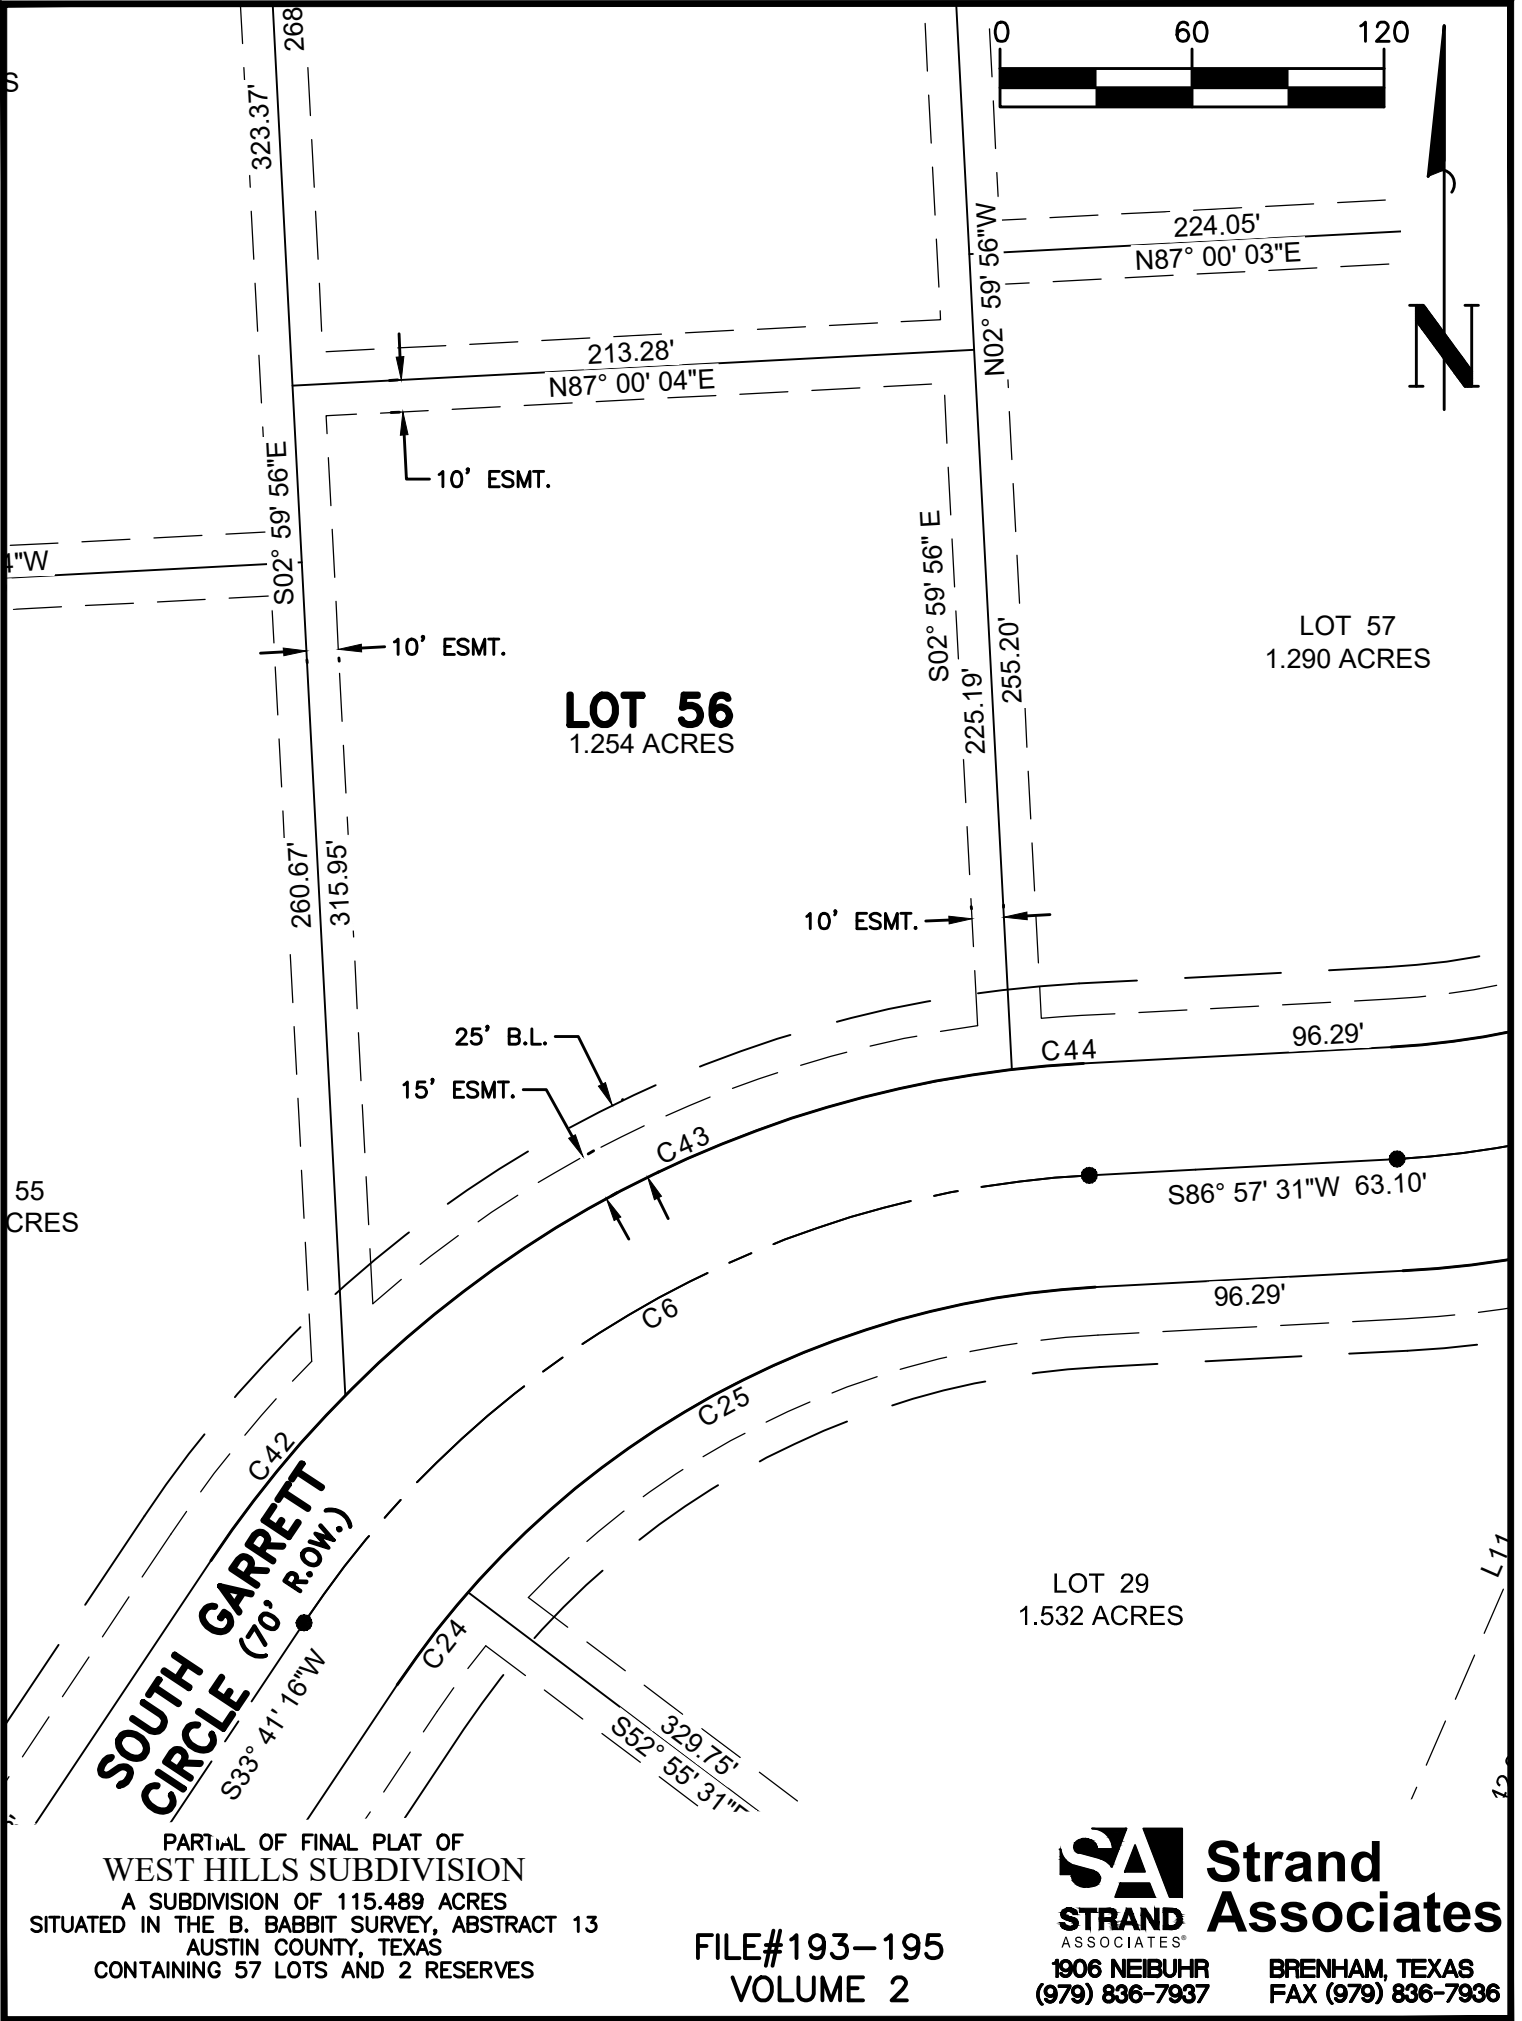 0 60 120
268
S
323.37'
N02° 59' 56"W
224.05'
N87° 00' 03"E
N
213.28'
N87° 00' 04"E
10' ESMT.
S02° 59' 56"E
4"W
10' ESMT.
S02° 59' 56" E
LOT 57
1.290 ACRES
LOT 56
1.254 ACRES
225.19'
255.20'
260.67'
315.95'
10' ESMT.
25' B.L.
15' ESMT.
C44
96.29'
C43
55
CRES
S86° 57' 31"W 63.10'
C6
96.29'
C25
C42
SOUTH GARRETT
CIRCLE (70' R.OW.)
S33° 41' 16"W
C24
LOT 29
1.532 ACRES
L11
329.75'
S52° 55' 31"E
PARTIAL OF FINAL PLAT OF
WEST HILLS SUBDIVISION
A SUBDIVISION OF 115.489 ACRES
SITUATED IN THE B. BABBIT SURVEY, ABSTRACT 13
AUSTIN COUNTY, TEXAS
CONTAINING 57 LOTS AND 2 RESERVES
FILE#193-195
VOLUME 2
SA
STRAND
ASSOCIATES®
Strand
Associates
1906 NEIBUHR BRENHAM, TEXAS
(979) 836-7937 FAX (979) 836-7936